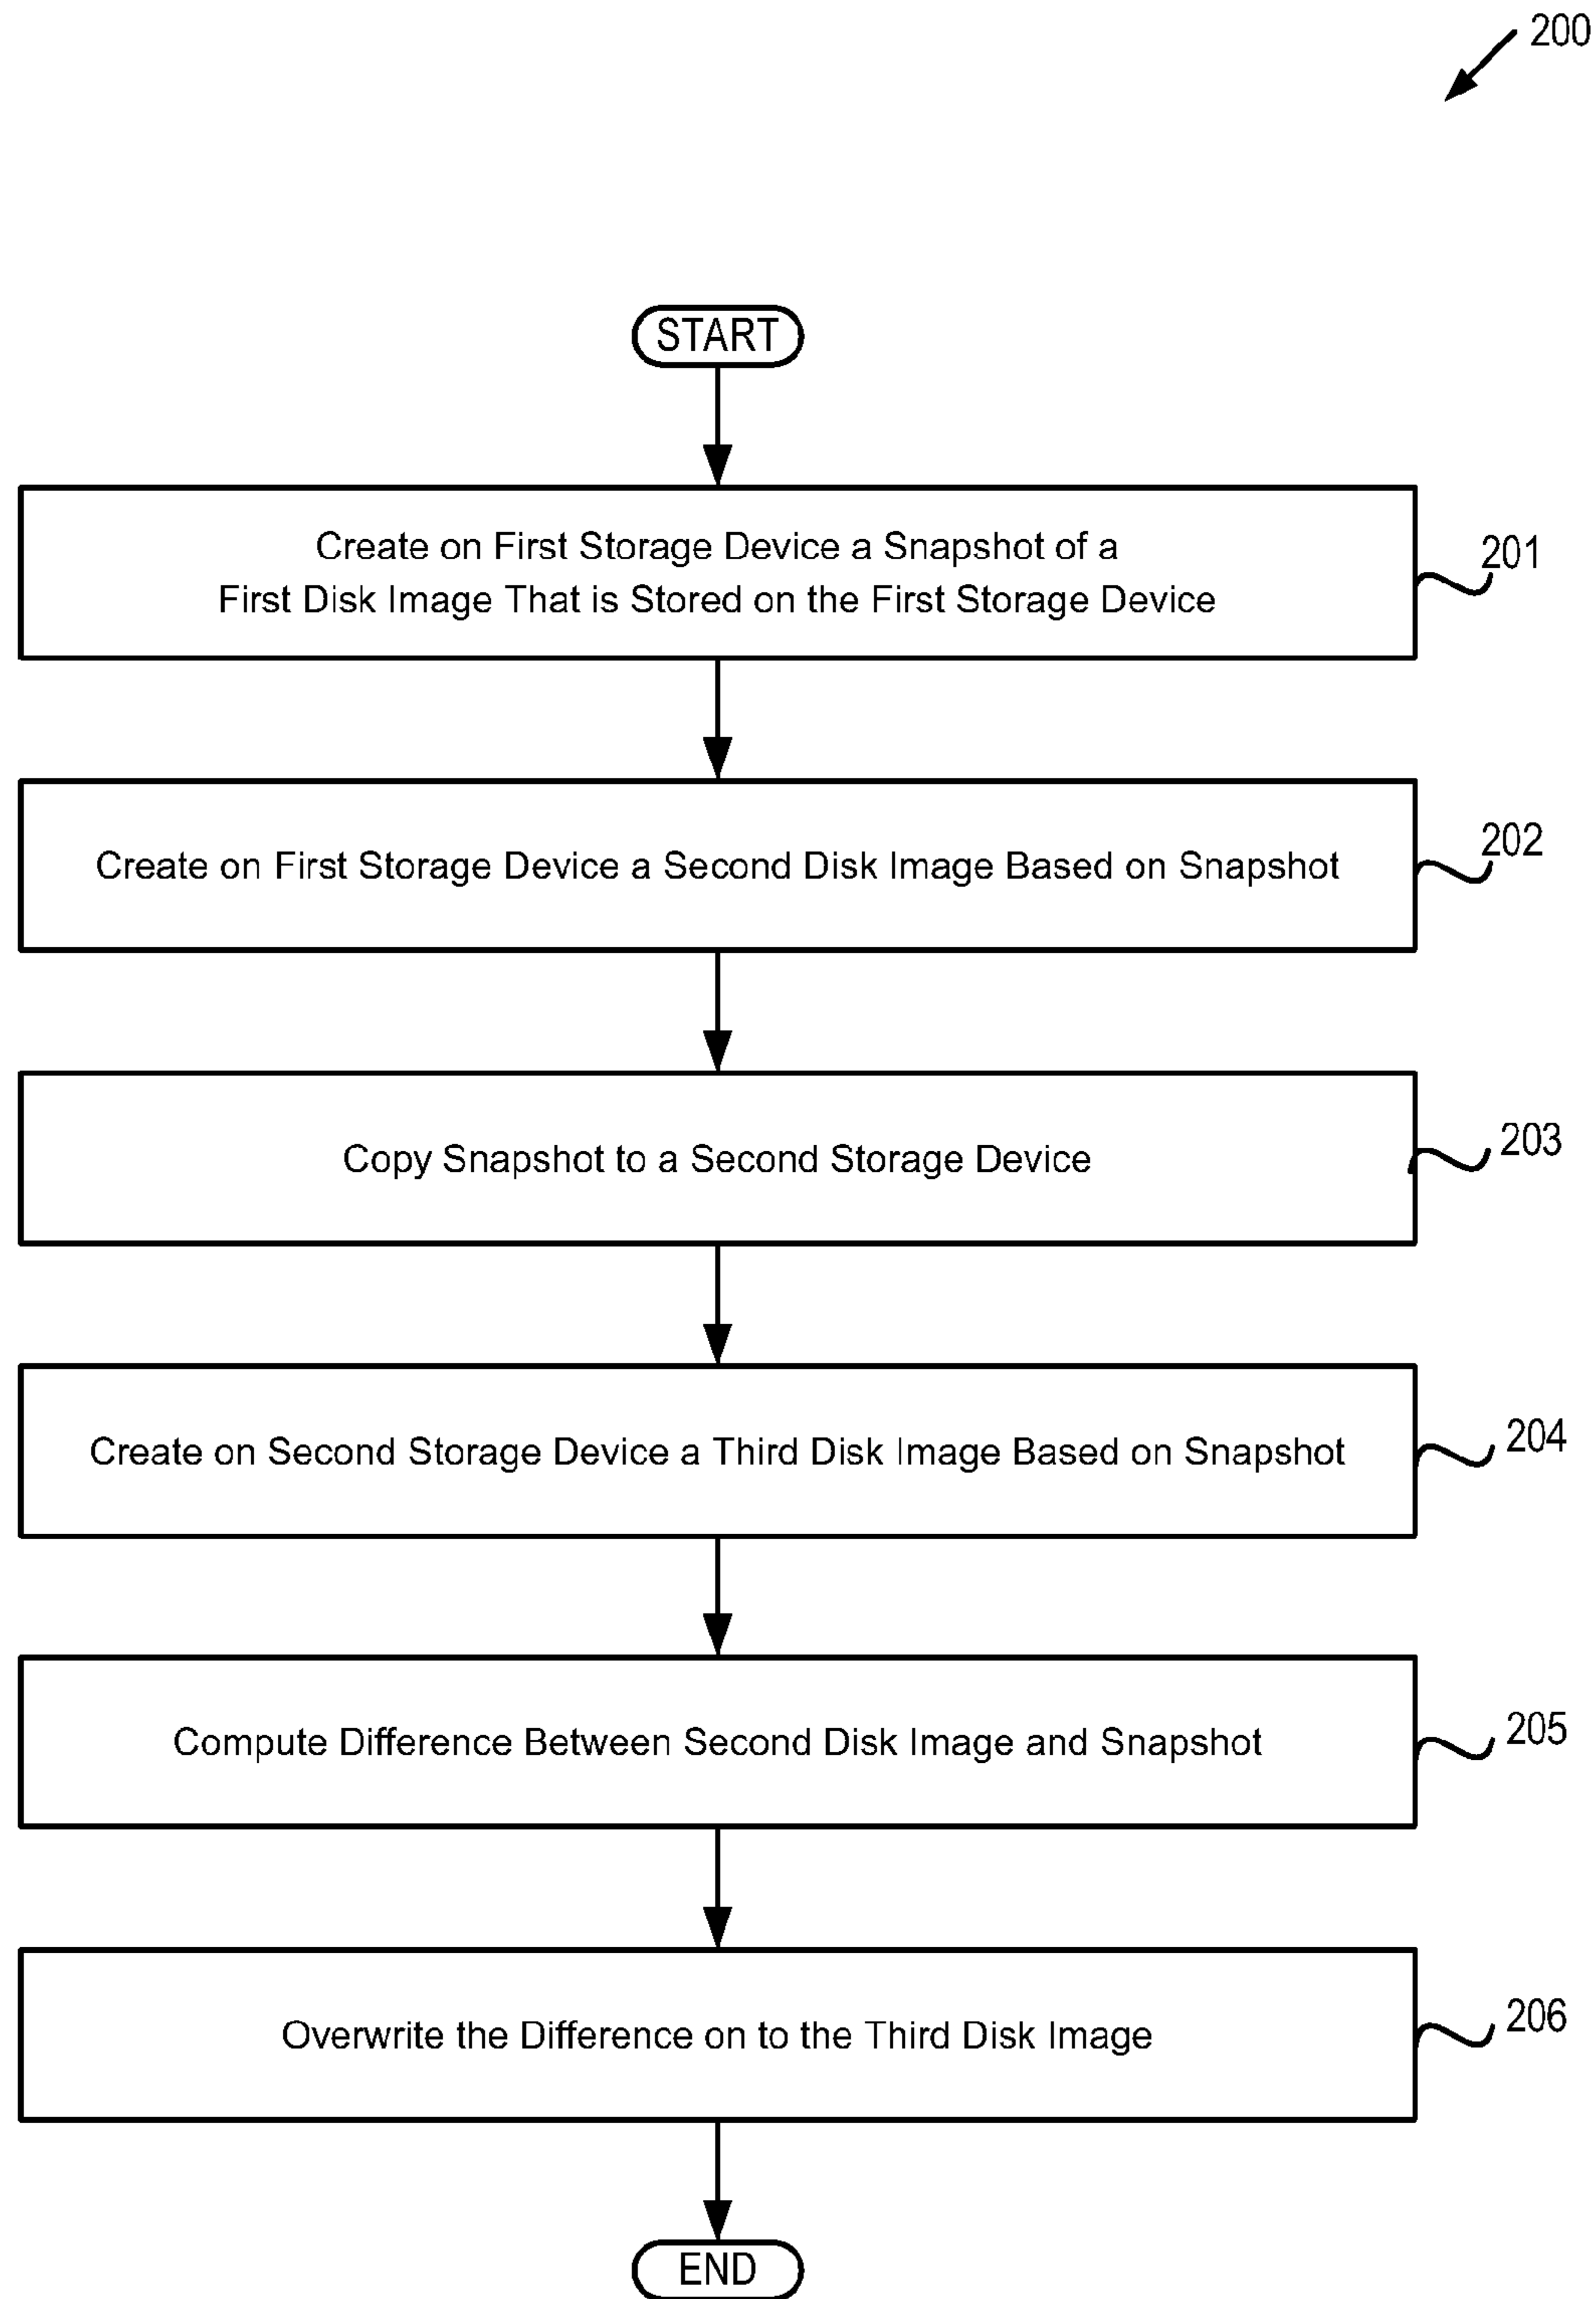 200
START
Create on First Storage Device a Snapshot of a
First Disk Image That is Stored on the First Storage Device
201
Create on First Storage Device a Second Disk Image Based on Snapshot
202
Copy Snapshot to a Second Storage Device
203
Create on Second Storage Device a Third Disk Image Based on Snapshot
204
Compute Difference Between Second Disk Image and Snapshot
205
Overwrite the Difference on to the Third Disk Image
206
END